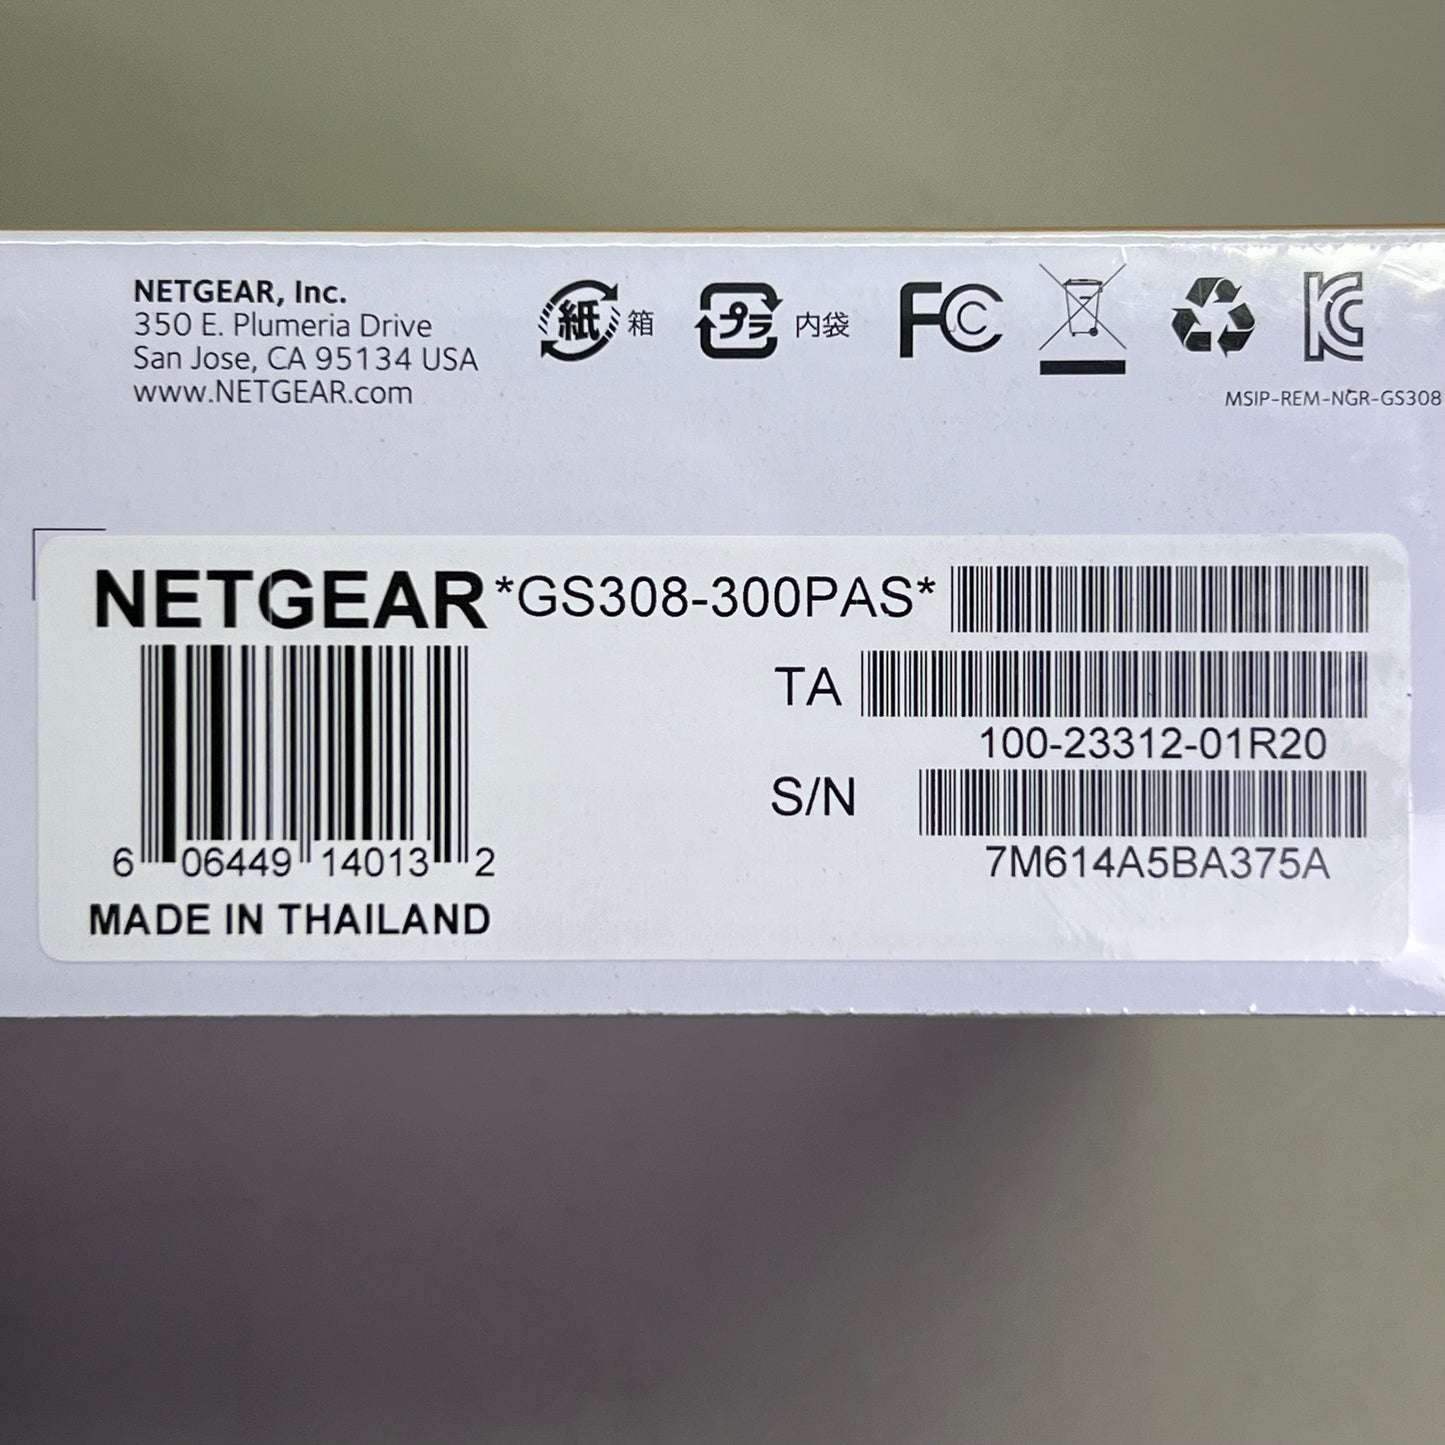 NETGEAR, Inc.
350 E. Plumeria Drive
San Jose, CA 95134 USA
www.NETGEAR.com
紙 箱
プラ 内袋
FC
KC
MSIP-REM-NGR-GS308
NETGEAR *GS308-300PAS*
TA
100-23312-01R20
S/N
7M614A5BA375A
6 06449 14013 2
MADE IN THAILAND